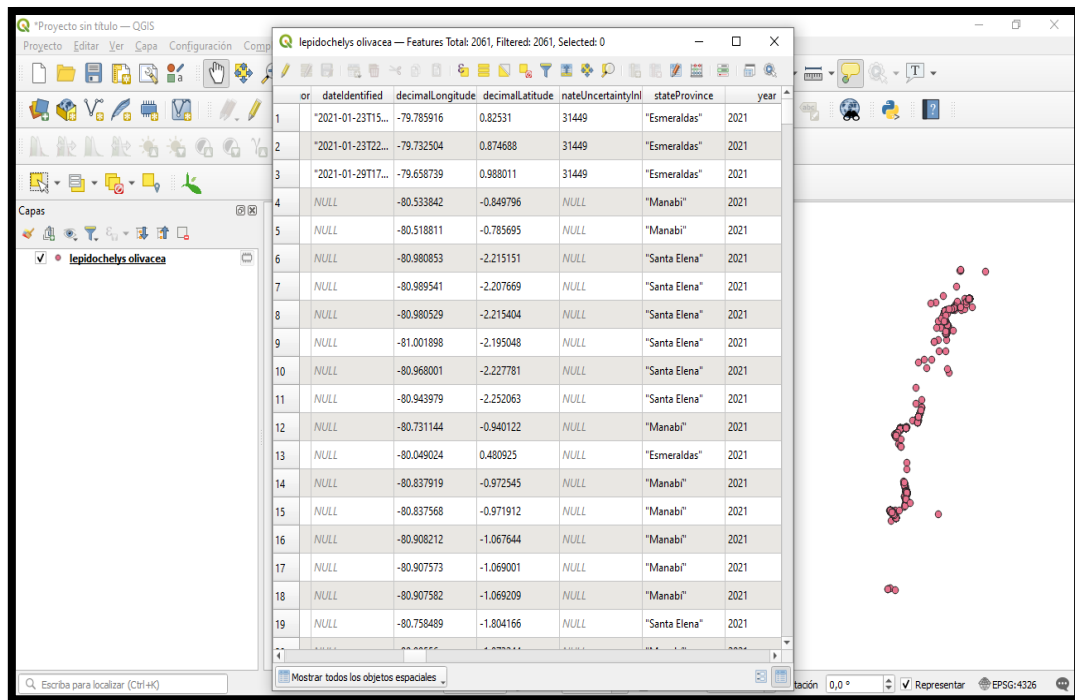 *Proyecto sin título — QGIS
Proyecto Editar Ver Capa Configuración Comp
lepidochelys olivacea — Features Total: 2061, Filtered: 2061, Selected: 0
Capas
lepidochelys olivacea
or dateIdentified decimalLongitude decimalLatitude nateUncertaintyInl stateProvince year
1 "2021-01-23T15... -79.785916 0.82531 31449 "Esmeraldas" 2021
2 "2021-01-23T22... -79.732504 0.874688 31449 "Esmeraldas" 2021
3 "2021-01-29T17... -79.658739 0.988011 31449 "Esmeraldas" 2021
4 NULL -80.533842 -0.849796 NULL "Manabi" 2021
5 NULL -80.518811 -0.785695 NULL "Manabi" 2021
6 NULL -80.980853 -2.215151 NULL "Santa Elena" 2021
7 NULL -80.989541 -2.207669 NULL "Santa Elena" 2021
8 NULL -80.980529 -2.215404 NULL "Santa Elena" 2021
9 NULL -81.001898 -2.195048 NULL "Santa Elena" 2021
10 NULL -80.968001 -2.227781 NULL "Santa Elena" 2021
11 NULL -80.943979 -2.252063 NULL "Santa Elena" 2021
12 NULL -80.731144 -0.940122 NULL "Manabí" 2021
13 NULL -80.049024 0.480925 NULL "Esmeraldas" 2021
14 NULL -80.837919 -0.972545 NULL "Manabí" 2021
15 NULL -80.837568 -0.971912 NULL "Manabí" 2021
16 NULL -80.908212 -1.067644 NULL "Manabí" 2021
17 NULL -80.907573 -1.069001 NULL "Manabí" 2021
18 NULL -80.907582 -1.069209 NULL "Manabí" 2021
19 NULL -80.758489 -1.804166 NULL "Santa Elena" 2021
Mostrar todos los objetos espaciales
Escriba para localizar (Ctrl+K)
tación 0,0 ° Representar EPSG:4326